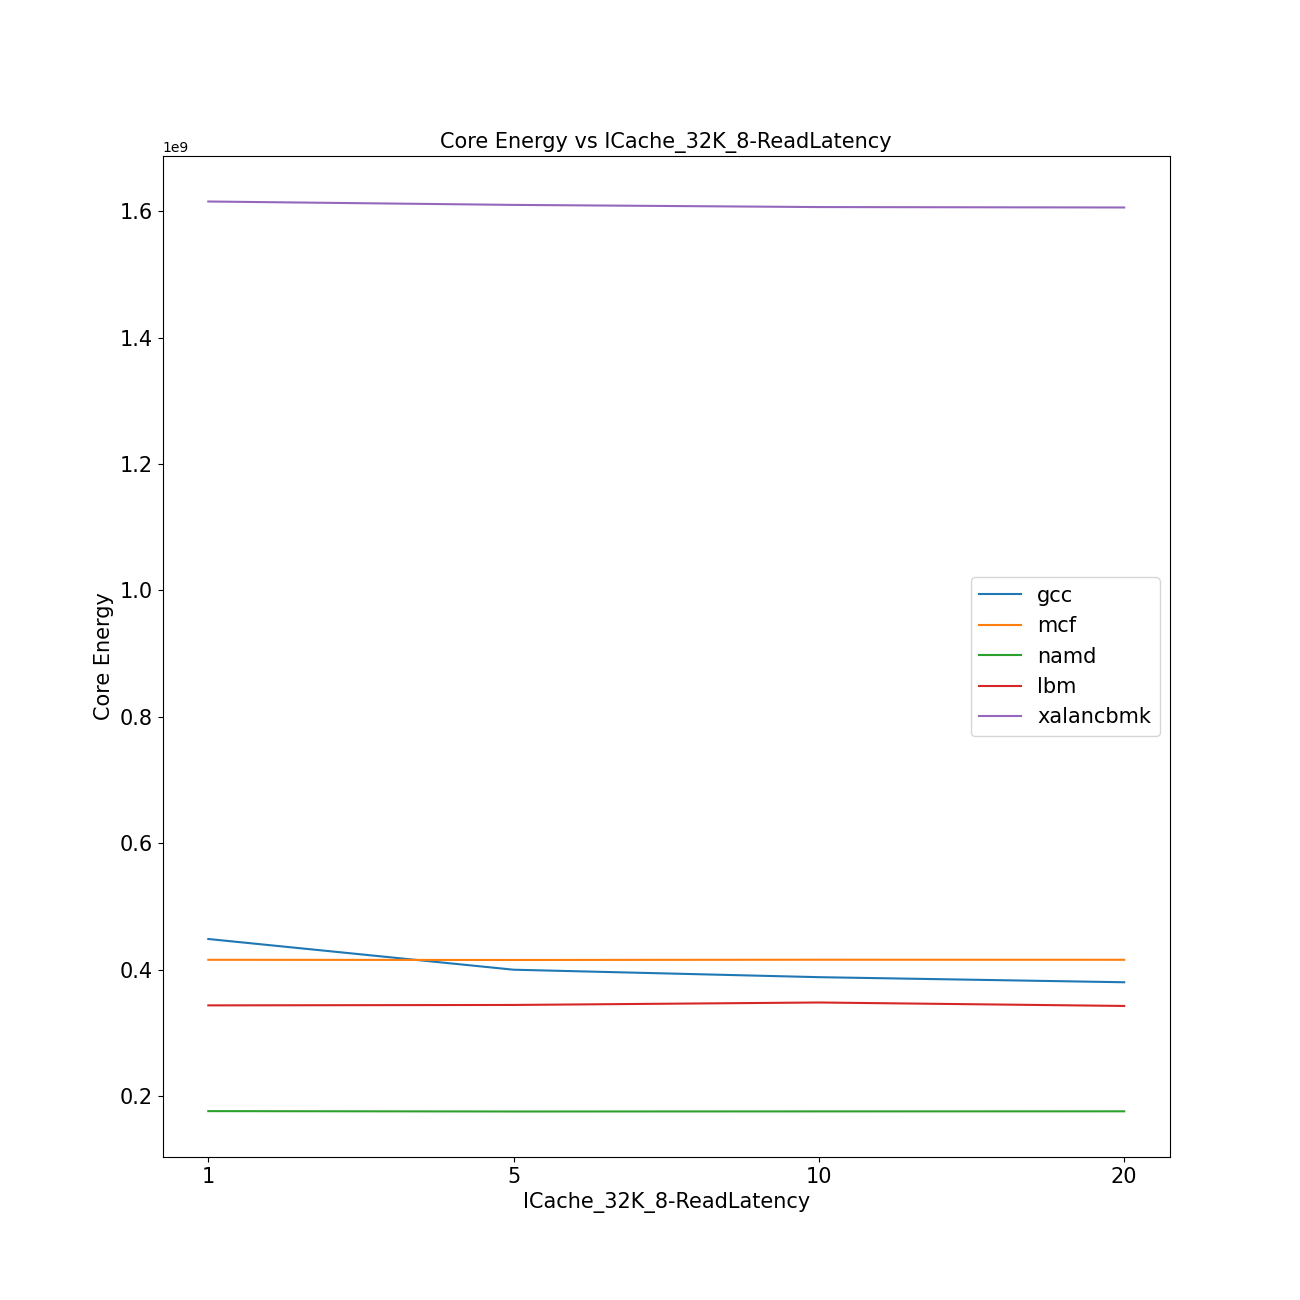 Core Energy vs ICache_32K_8-ReadLatency
1e9
1.6
1.4
1.2
1.0
0.8
0.6
0.4
0.2
Core Energy
gcc
mcf
namd
lbm
xalancbmk
1 5 10 20
ICache_32K_8-ReadLatency